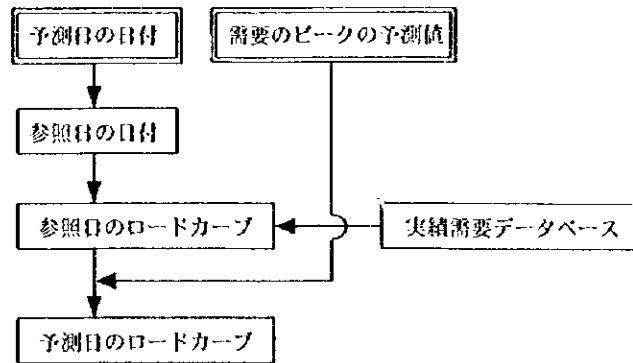 予測日の日付
需要のピークの予測値
参照日の日付
参照日のロードカーブ
実績需要データベース
予測日のロードカーブ